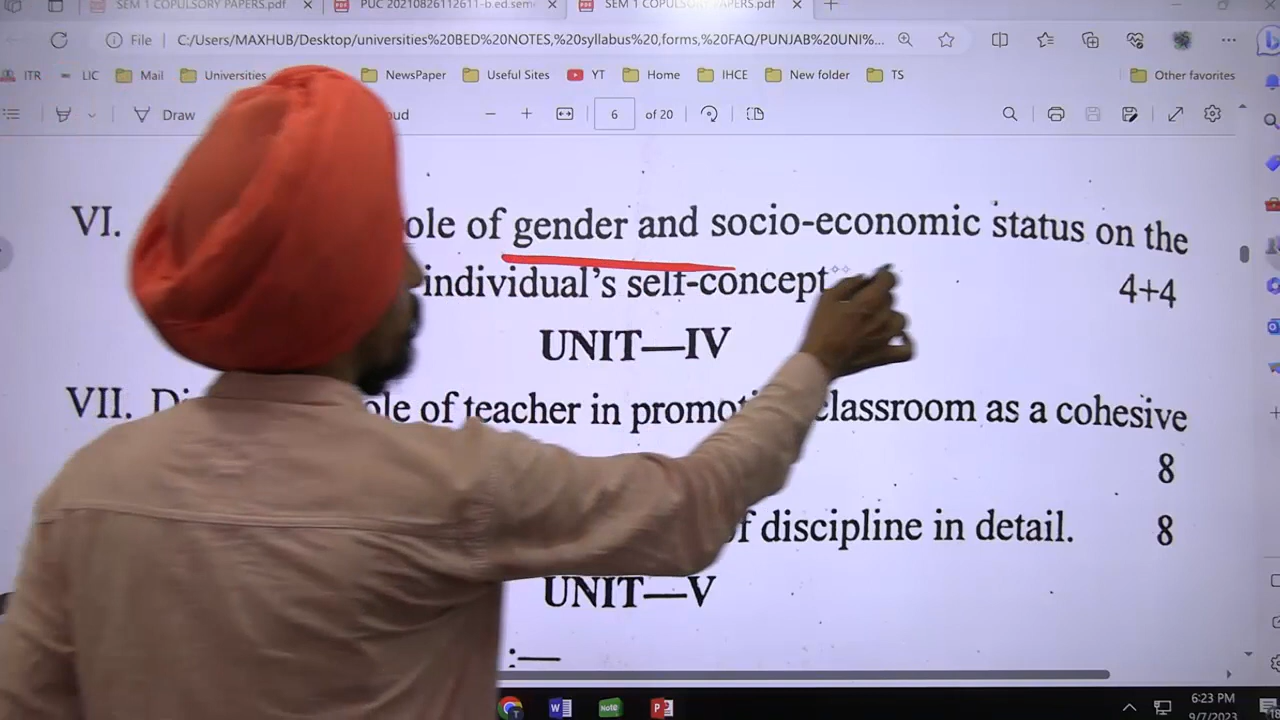 SEM 1 COPULSORY PAPERS.pdf
PUC 20210826112611-b.ed.sem
SEM 1 COPULSORY PAPERS.pdf
File C:/Users/MAXHUB/Desktop/universities%20BED%20NOTES,%20syllabus%20,forms,%20FAQ/PUNJAB%20UNI%...
ITR LIC Mail Universities NewsPaper Useful Sites YT Home IHCE New folder TS Other favorites
Draw oud 6 of 20
VI. ole of gender and socio-economic status on the
individual's self-concept 4+4
UNIT—IV
VII. Di ole of teacher in promoti classroom as a cohesive
8
f discipline in detail. 8
UNIT—V
:—
Note
6:23 PM
9/7/2023